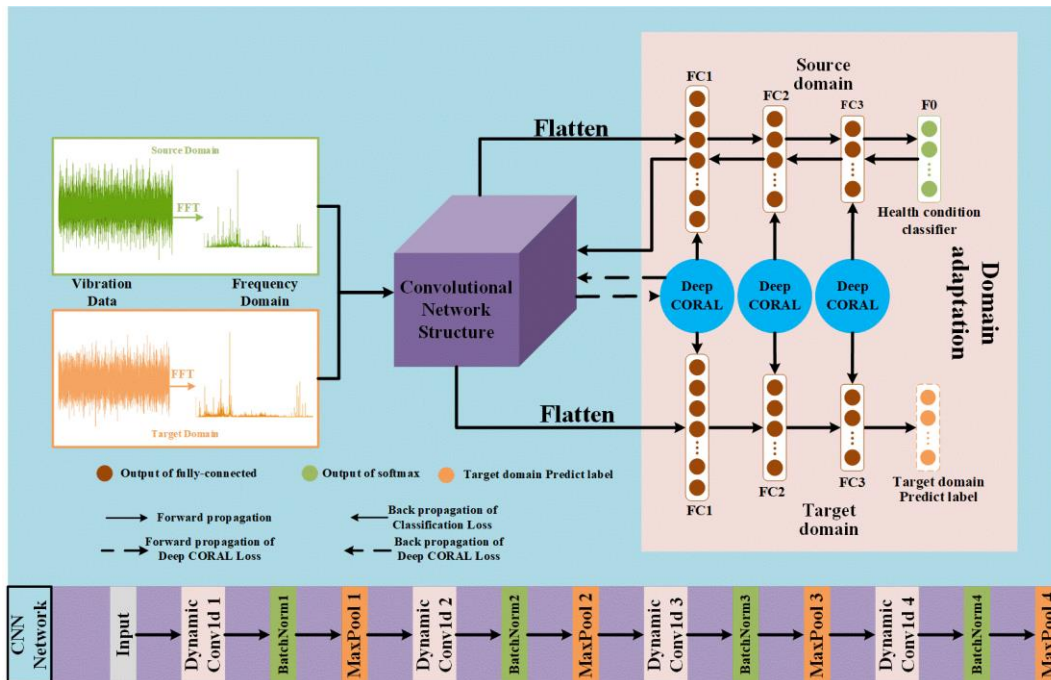 Source
domain
FC1
FC2
FC3
F0
Flatten
Source Domain
FFT
Health condition
classifier
Vibration
Data
Frequency
Domain
Convolutional
Network
Structure
Deep
CORAL
Deep
CORAL
Deep
CORAL
Domain
adaptation
FFT
Target Domain
Flatten
FC1
FC2
FC3
Target domain
Predict label
Target
domain
Output of fully-connected
Output of softmax
Target domain Predict label
Forward propagation
Back propagation of
Classification Loss
Forward propagation of
Deep CORAL Loss
Back propagation of
Deep CORAL Loss
CNN
Network
Input
Dynamic
Conv1d 1
BatchNorm1
MaxPool 1
Dynamic
Conv1d 2
BatchNorm2
MaxPool 2
Dynamic
Conv1d 3
BatchNorm3
MaxPool 3
Dynamic
Conv1d 4
BatchNorm4
MaxPool 4